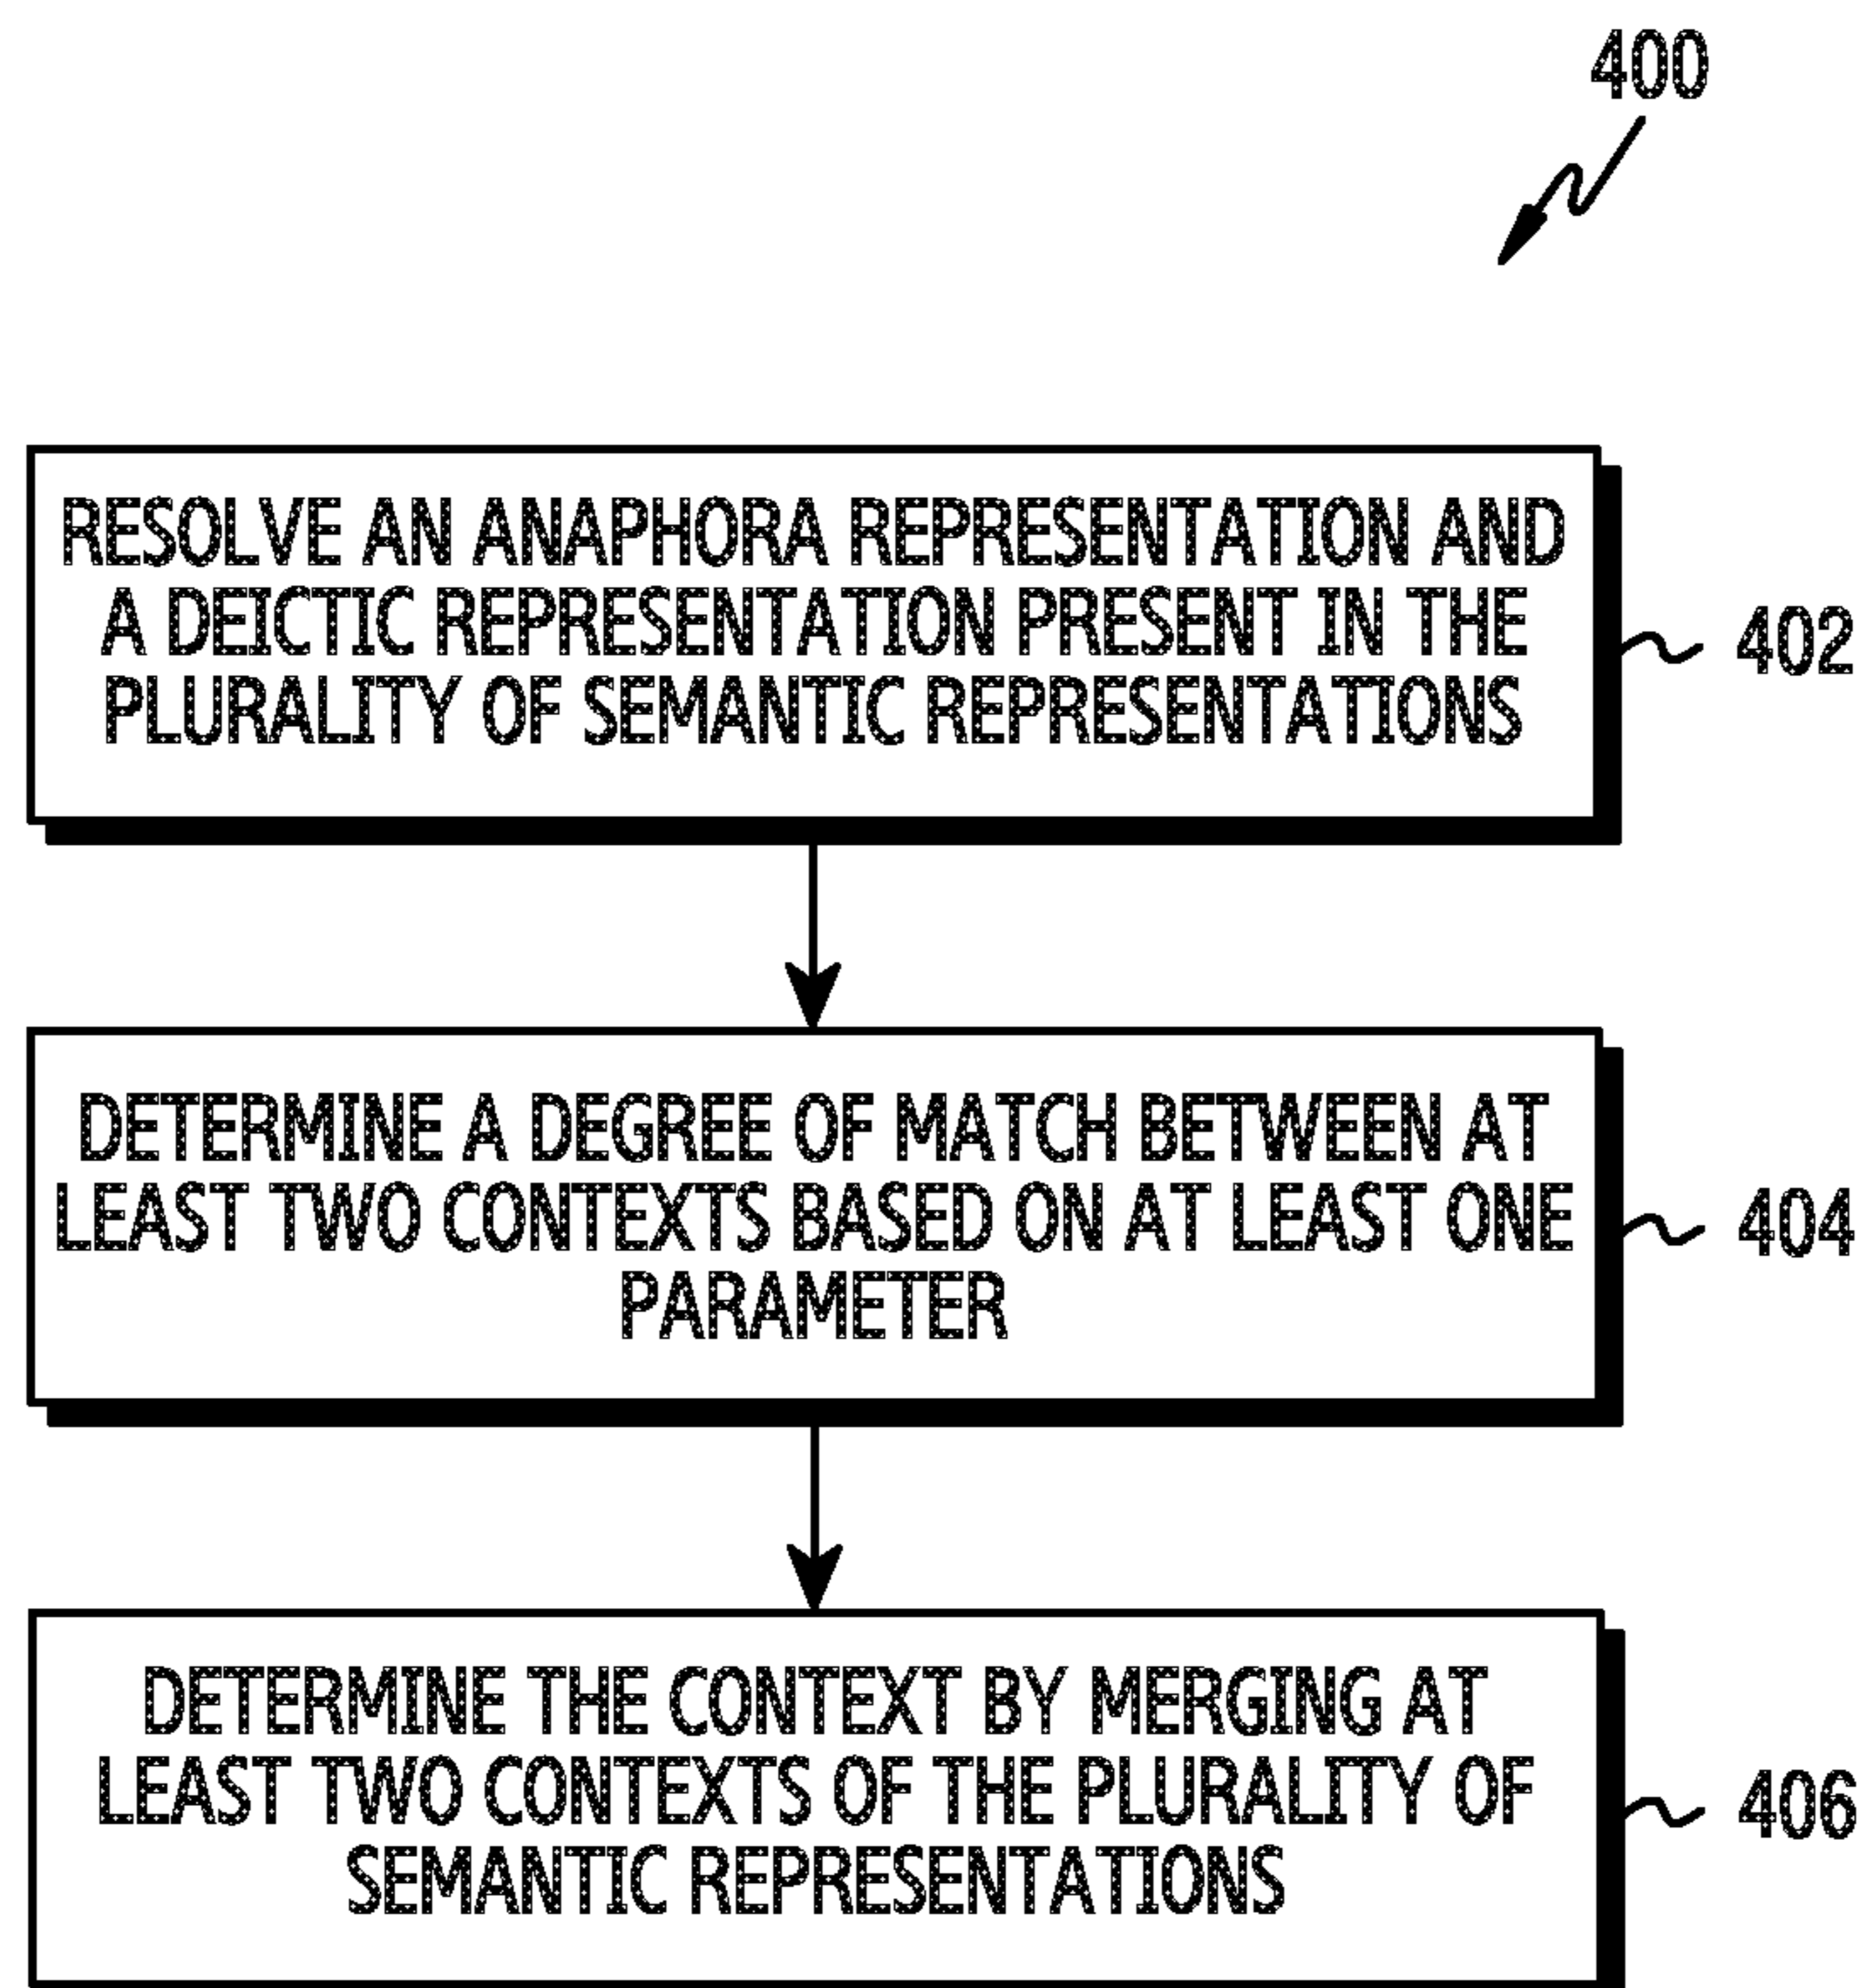 400
RESOLVE AN ANAPHORA REPRESENTATION AND
A DEICTIC REPRESENTATION PRESENT IN THE
PLURALITY OF SEMANTIC REPRESENTATIONS
402
DETERMINE A DEGREE OF MATCH BETWEEN AT
LEAST TWO CONTEXTS BASED ON AT LEAST ONE
PARAMETER
404
DETERMINE THE CONTEXT BY MERGING AT
LEAST TWO CONTEXTS OF THE PLURALITY OF
SEMANTIC REPRESENTATIONS
406